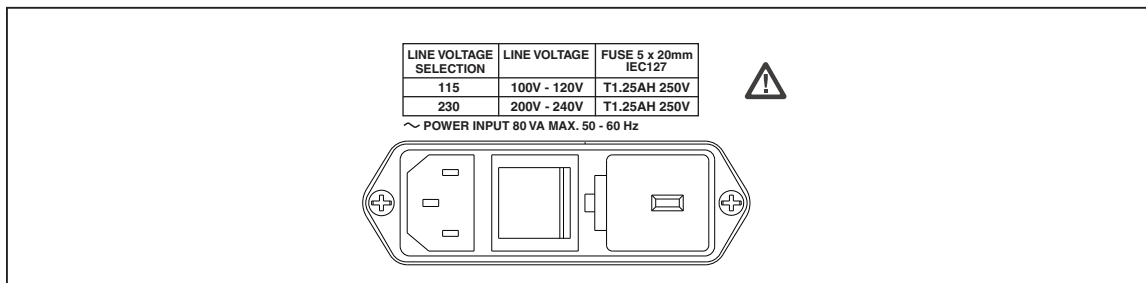 LINE VOLTAGE SELECTION LINE VOLTAGE FUSE 5 x 20mm IEC127
115 100V - 120V T1.25AH 250V
230 200V - 240V T1.25AH 250V
～ POWER INPUT 80 VA MAX. 50 - 60 Hz
!